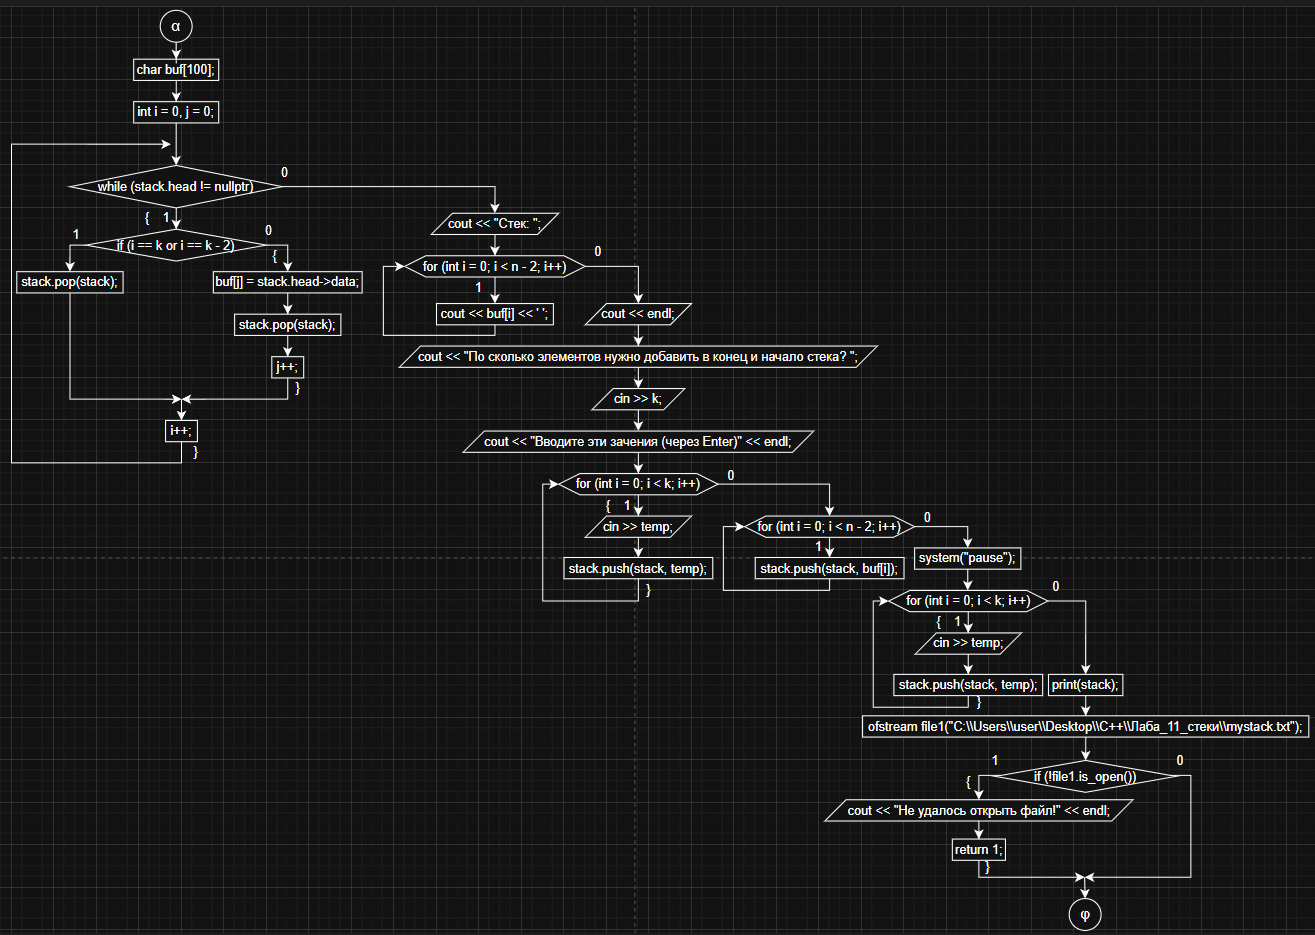 α
char buf[100];
int i = 0, j = 0;
while (stack.head != nullptr)
0
{ 1
if (i == k or i == k - 2)
1
0
{
stack.pop(stack);
buf[j] = stack.head->data;
stack.pop(stack);
j++;
}
i++;
}
cout << "Стек: ";
for (int i = 0; i < n - 2; i++)
0
1
cout << buf[i] << ' ';
cout << endl;
cout << "По сколько элементов нужно добавить в конец и начало стека? ";
cin >> k;
cout << "Вводите эти зачения (через Enter)" << endl;
for (int i = 0; i < k; i++)
0
{ 1
cin >> temp;
stack.push(stack, temp);
}
for (int i = 0; i < n - 2; i++)
0
1
stack.push(stack, buf[i]);
system("pause");
for (int i = 0; i < k; i++)
0
{ 1
cin >> temp;
stack.push(stack, temp);
}
print(stack);
ofstream file1("C:\\Users\\user\\Desktop\\C++\\Лаба_11_стеки\\mystack.txt");
if (!file1.is_open())
1
0
{
cout << "Не удалось открыть файл!" << endl;
return 1;
}
φ